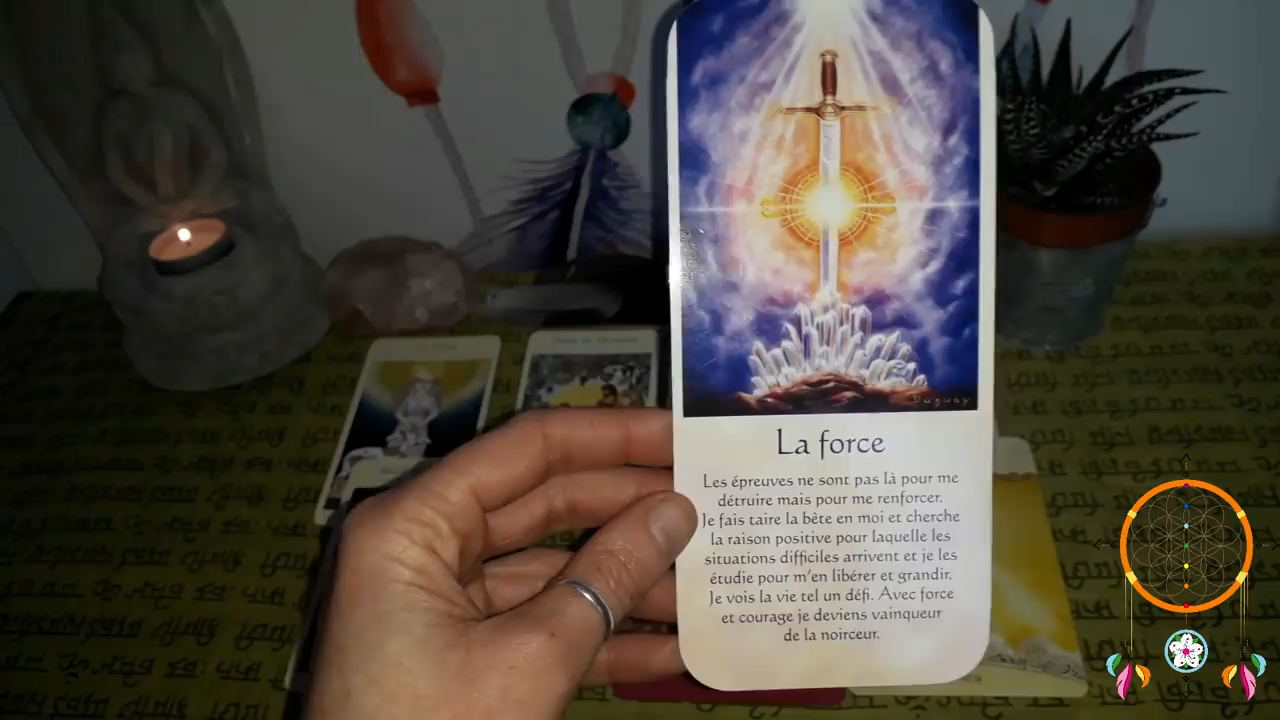 Duguay
La force
Les épreuves ne sont pas là pour me
détruire mais pour me renforcer.
Je fais taire la bête en moi et cherche
la raison positive pour laquelle les
situations difficiles arrivent et je les
étudie pour m'en libérer et grandir.
Je vois la vie tel un défi. Avec force
et courage je deviens vainqueur
de la noirceur.